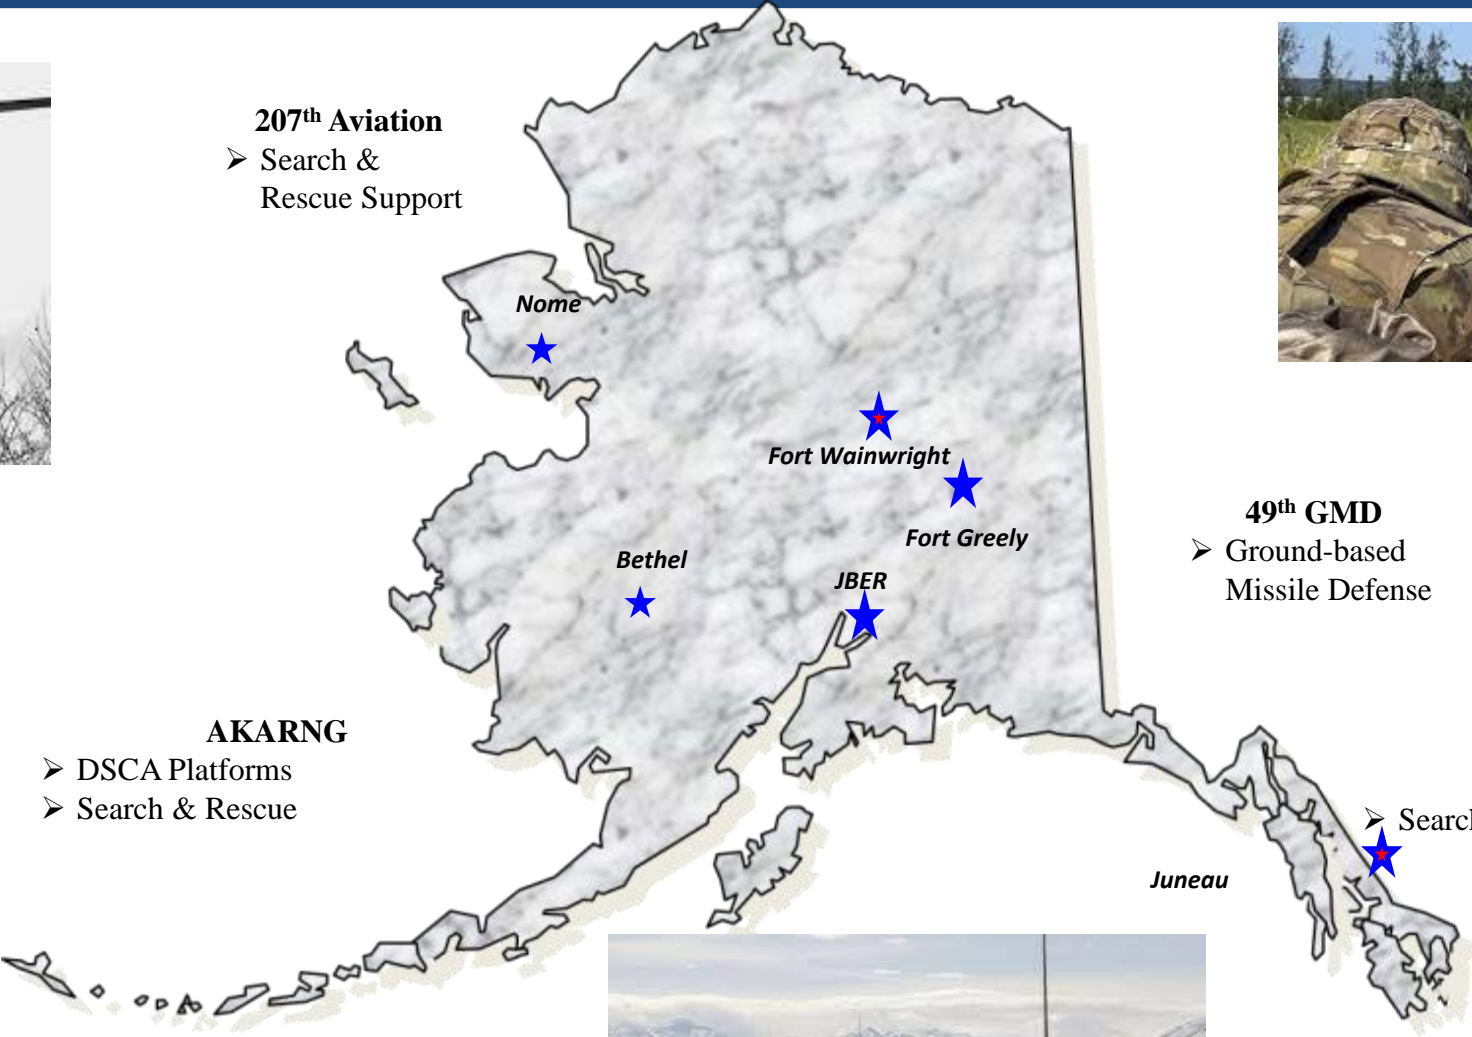 207th Aviation
➢ Search &
Rescue Support
Nome
Fort Wainwright
Fort Greely
Bethel
JBER
49th GMD
➢ Ground-based
Missile Defense
AKARNG
➢ DSCA Platforms
➢ Search & Rescue
➢ Search
Juneau